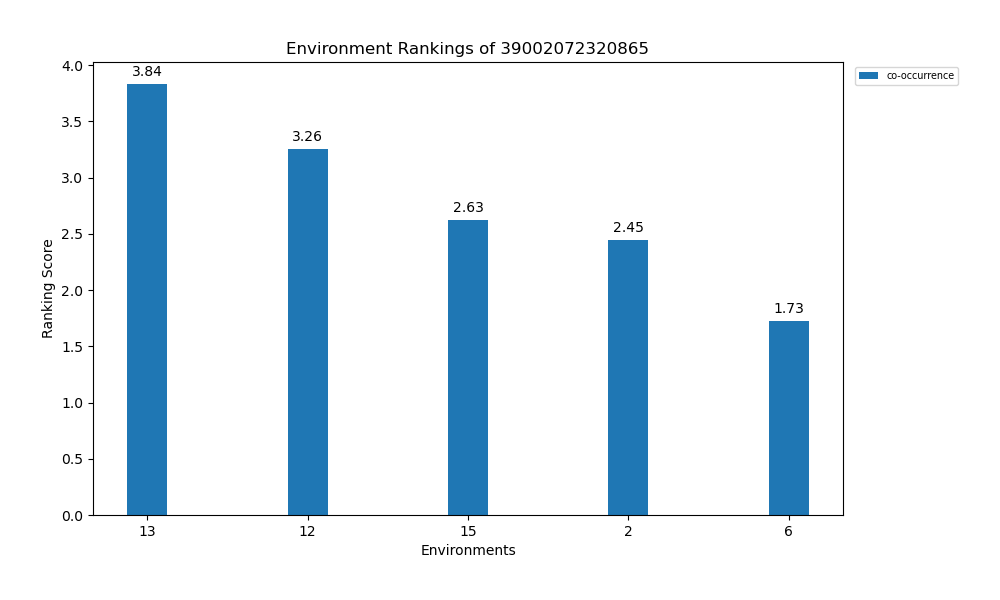 Environment Rankings of 39002072320865
co-occurrence
4.0
3.5
3.0
2.5
2.0
1.5
1.0
0.5
0.0
Ranking Score
3.84
3.26
2.63
2.45
1.73
13 12 15 2 6
Environments